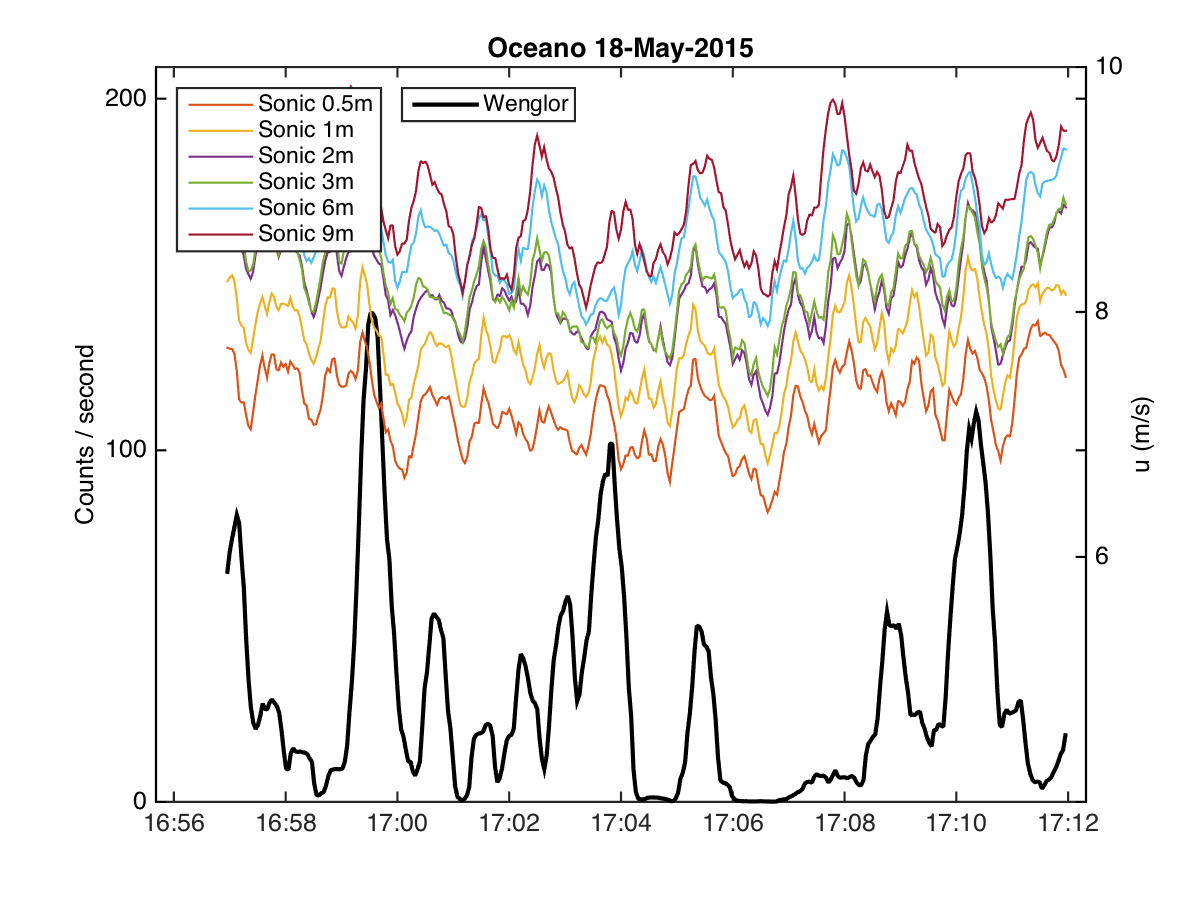 Oceano 18-May-2015
200
100
0
Counts / second
Sonic 0.5m
Sonic 1m
Sonic 2m
Sonic 3m
Sonic 6m
Sonic 9m
Wenglor
10
8
6
u (m/s)
16:56 16:58 17:00 17:02 17:04 17:06 17:08 17:10 17:12